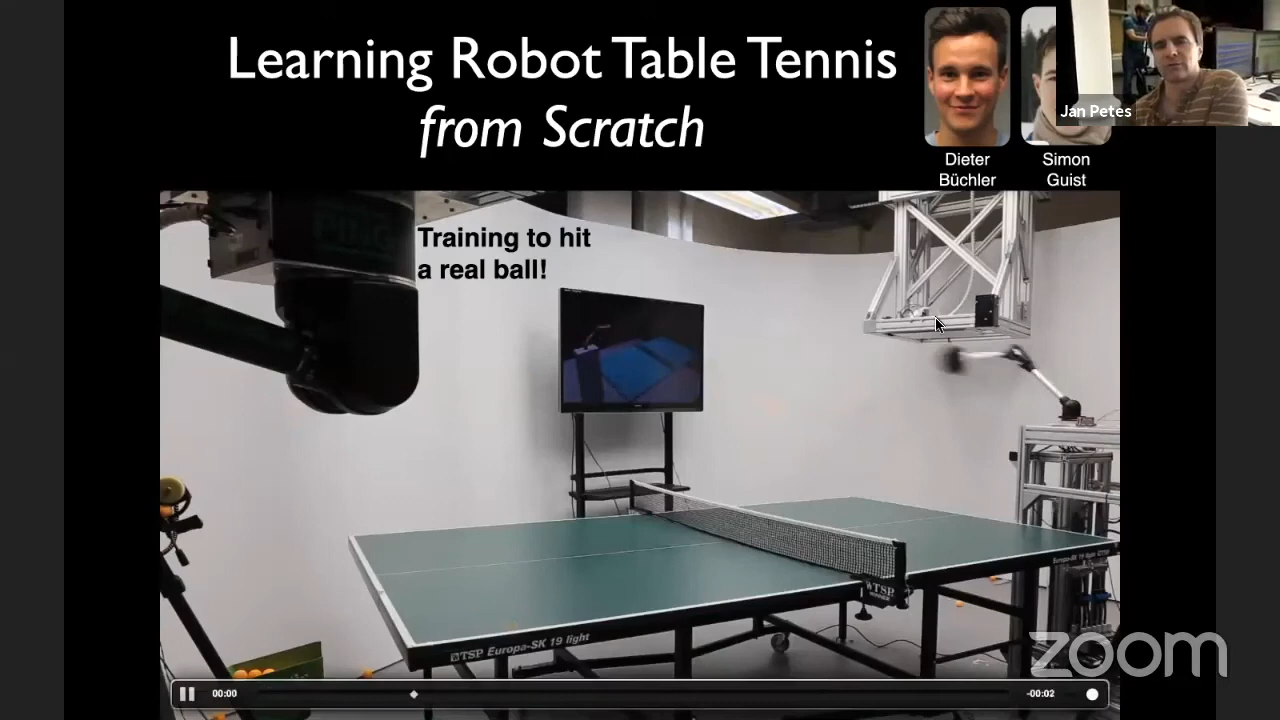 Learning Robot Table Tennis
from Scratch
Jan Petes
Dieter
Büchler
Simon
Guist
Training to hit
a real ball!
TSP
TSP Europa-SK 19 light
zoom
00:00
-00:02